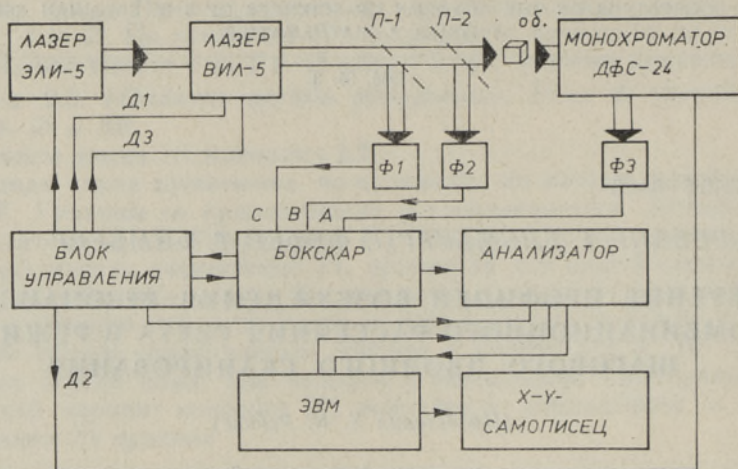 ЛАЗЕР
ЭЛИ-5
ЛАЗЕР
ВИЛ-5
П-1
П-2
об.
МОНОХРОМАТОР
ДФС-24
Д1
Д3
Ф1
Ф2
Ф3
С В А
БЛОК
УПРАВЛЕНИЯ
БОКСКАР
АНАЛИЗАТОР
Д2
ЭВМ
X-Y-
САМОПИСЕЦ